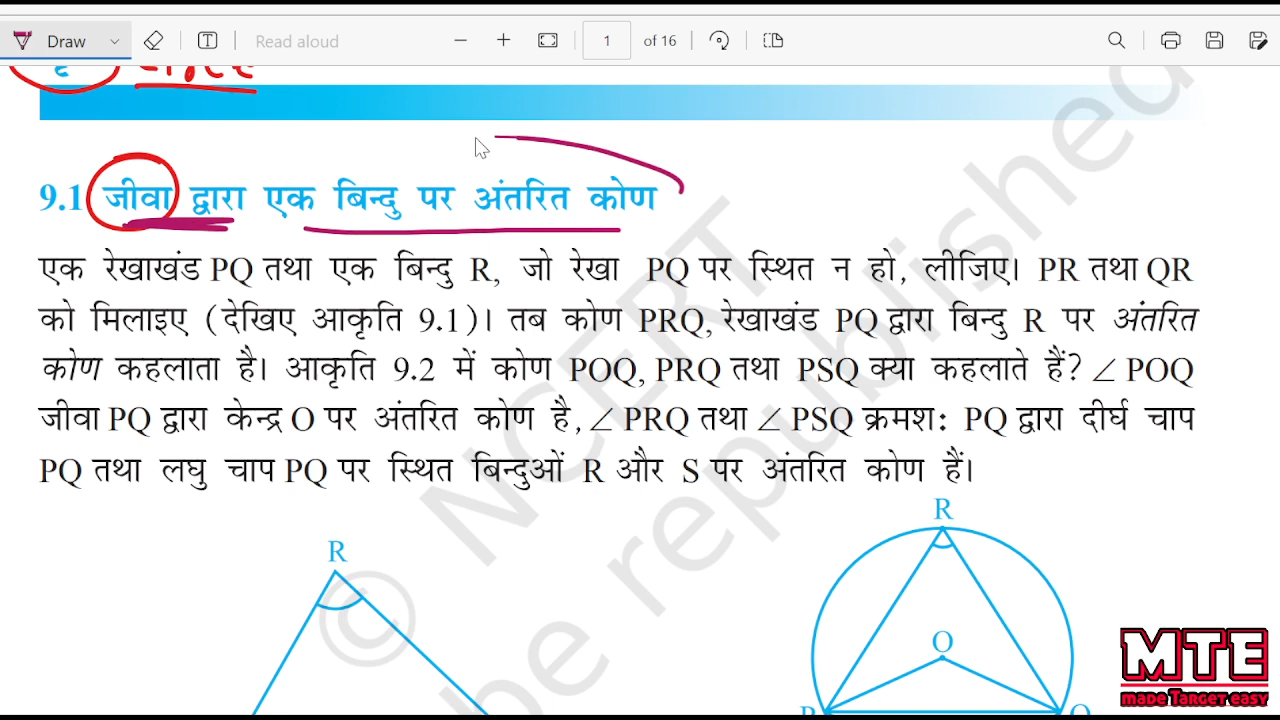 Draw
Read aloud
1
of 16
9.1 जीवा द्वारा एक बिन्दु पर अंतरित कोण
एक रेखाखंड PQ तथा एक बिन्दु R, जो रेखा PQ पर स्थित न हो, लीजिए। PR तथा QR
को मिलाइए (देखिए आकृति 9.1)। तब कोण PRQ, रेखाखंड PQ द्वारा बिन्दु R पर अंतरित
कोण कहलाता है। आकृति 9.2 में कोण POQ, PRQ तथा PSQ क्या कहलाते हैं? ∠ POQ
जीवा PQ द्वारा केन्द्र O पर अंतरित कोण है, ∠ PRQ तथा ∠ PSQ क्रमश: PQ द्वारा दीर्घ चाप
PQ तथा लघु चाप PQ पर स्थित बिन्दुओं R और S पर अंतरित कोण हैं।
R
R
O
© NCERT
be republished
MTE
made Target easy